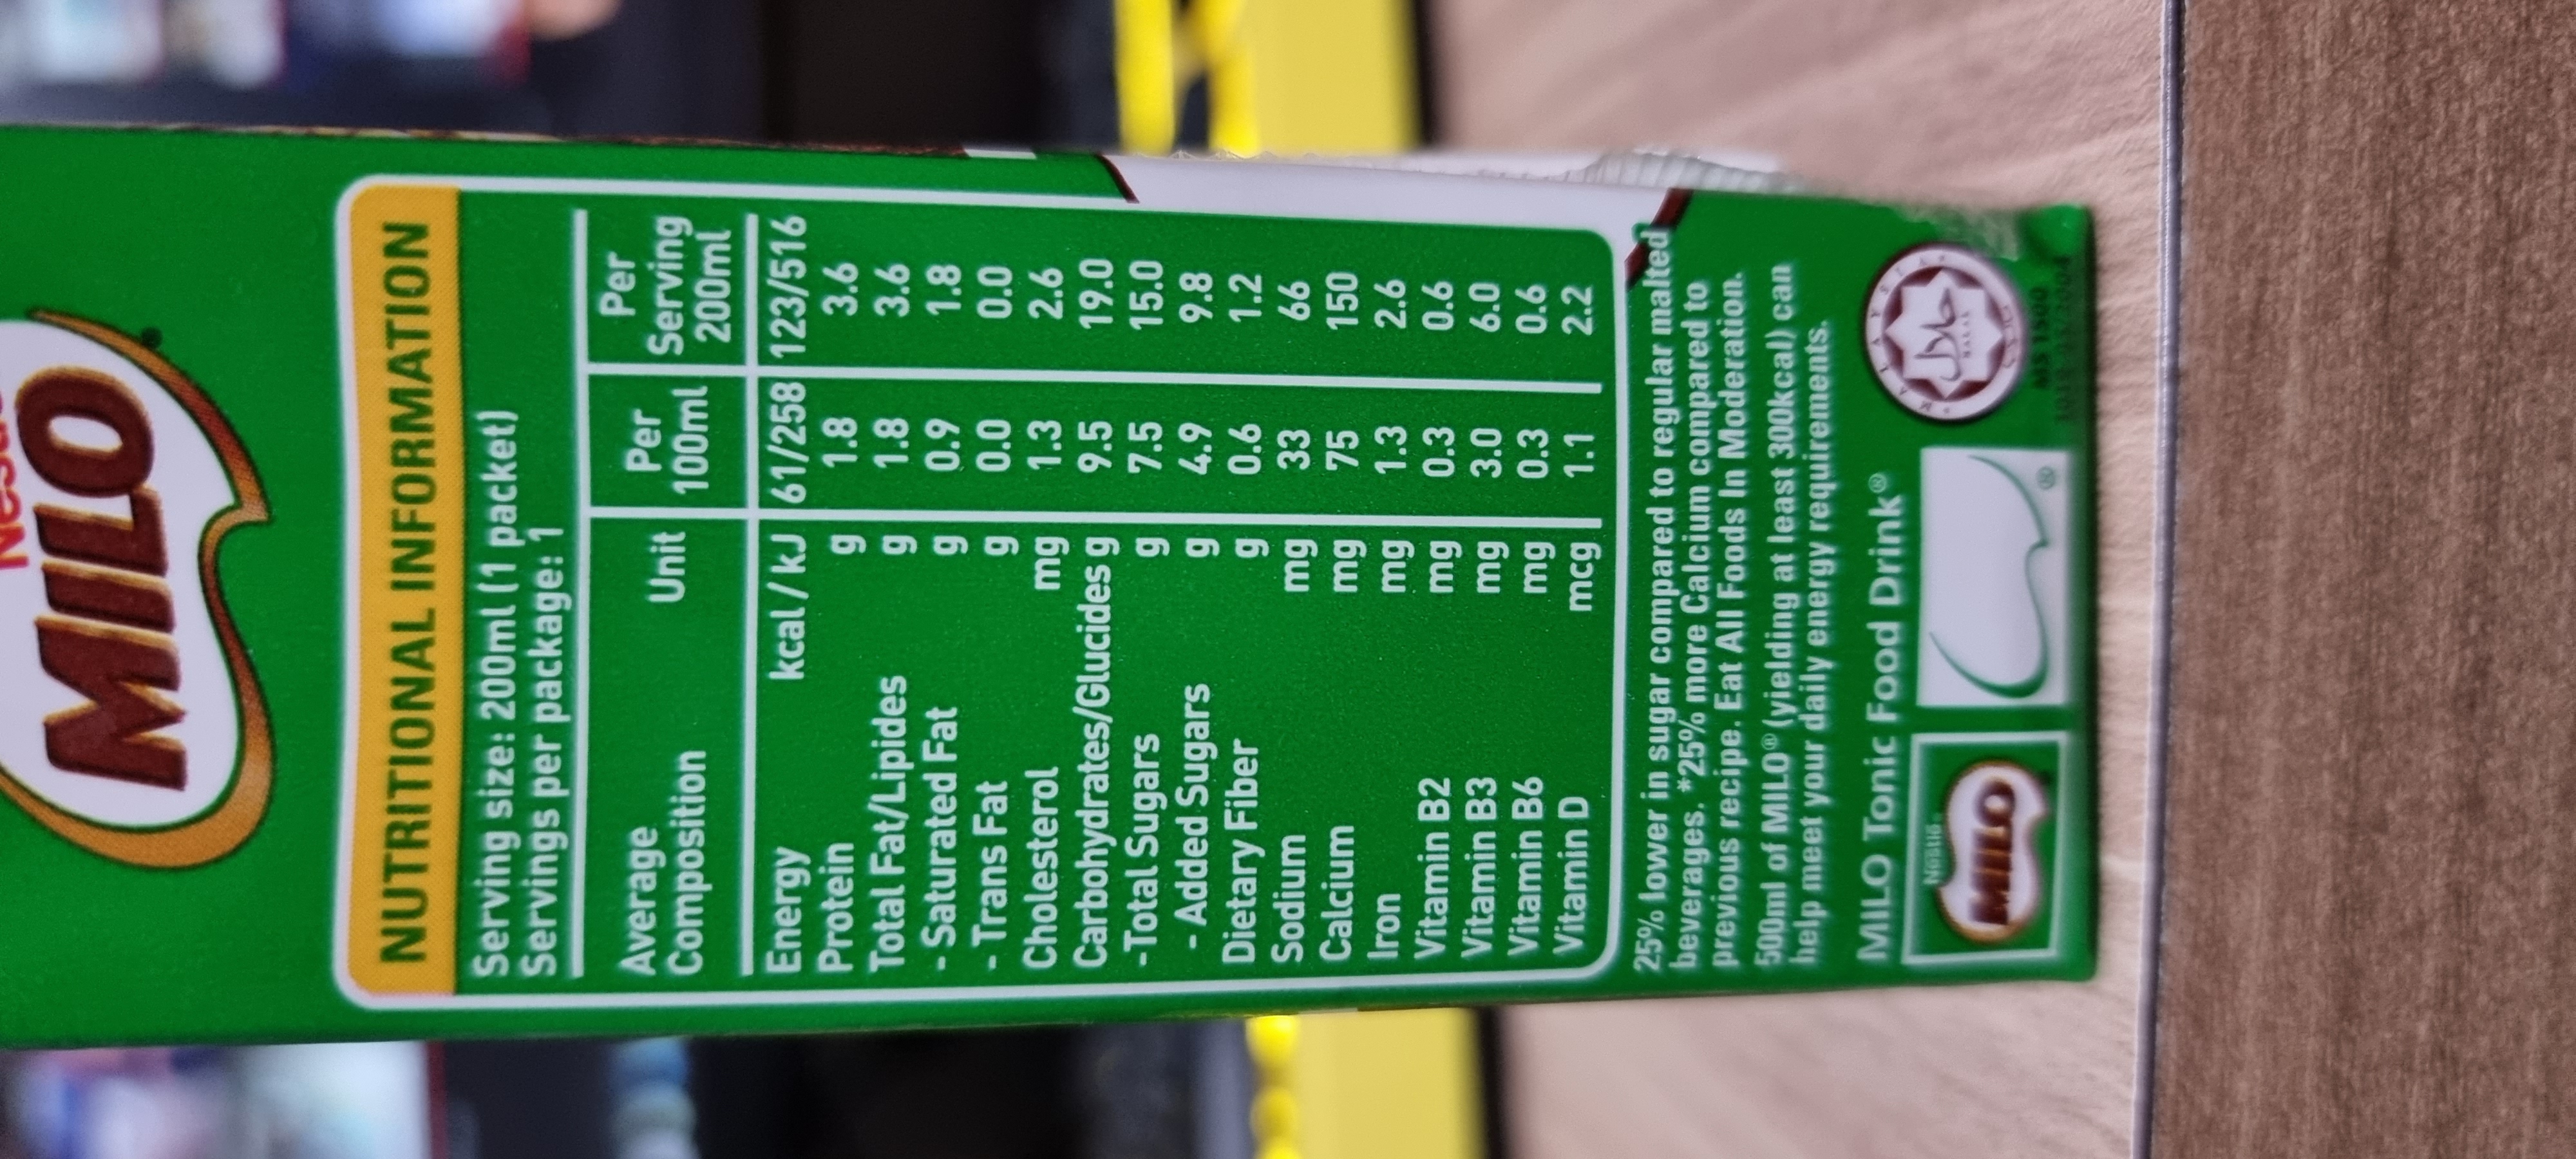 Nestlé
MILO
NUTRITIONAL INFORMATION
Serving size: 200ml (1 packet)
Servings per package: 1
Average Composition Unit Per 100ml Per Serving 200ml
Energy kcal / kJ 61/258 123/516
Protein g 1.8 3.6
Total Fat/Lipides g 1.8 3.6
- Saturated Fat g 0.9 1.8
- Trans Fat g 0.0 0.0
Cholesterol mg 1.3 2.6
Carbohydrates/Glucides g 9.5 19.0
-Total Sugars g 7.5 15.0
- Added Sugars g 4.9 9.8
Dietary Fiber g 0.6 1.2
Sodium mg 33 66
Calcium mg 75 150
Iron mg 1.3 2.6
Vitamin B2 mg 0.3 0.6
Vitamin B3 mg 3.0 6.0
Vitamin B6 mg 0.3 0.6
Vitamin D mcg 1.1 2.2
25% lower in sugar compared to regular malted
beverages. *25% more Calcium compared to
previous recipe. Eat All Foods In Moderation.
500ml of MILO® (yielding at least 300kcal) can
help meet your daily energy requirements.
MILO Tonic Food Drink®
Nestlé
MILO
®
MALAYSIA
حلال
HALAL
MS 1500